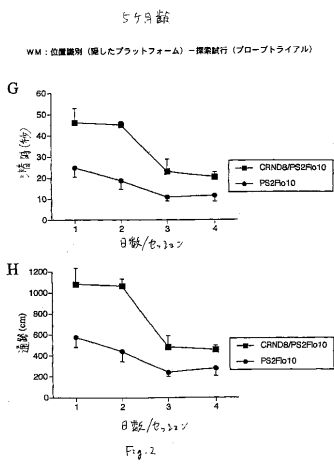 5ヶ月齢
WM:位置識別(隠したプラットフォーム)-探索試行(プローブトライアル)
G
60
50
40
30
20
10
0
1 2 3 4
日数/セッション
CRND8/PS2Flo10
PS2Flo10
H
1200
1000
800
600
400
200
0
通路(cm)
1 2 3 4
日数/セッション
CRND8/PS2Flo10
PS2Flo10
Fig.2